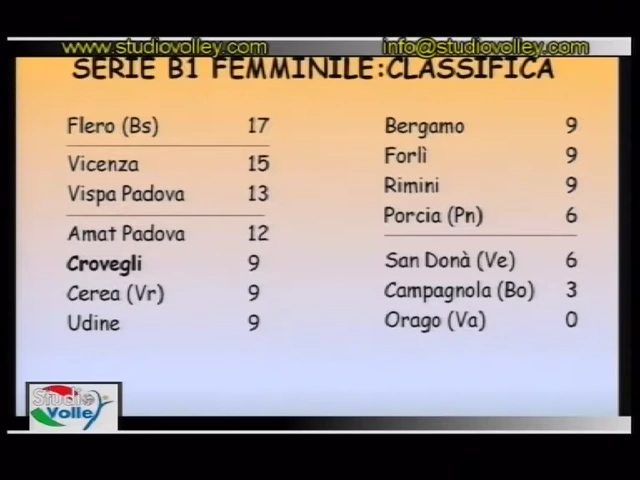 www.studiovolley.com info@studiovolley.com
SERIE B1 FEMMINILE:CLASSIFICA
Flero (Bs) 17
Vicenza 15
Vispa Padova 13
Amat Padova 12
Crovegli 9
Cerea (Vr) 9
Udine 9
Bergamo 9
Forlì 9
Rimini 9
Porcia (Pn) 6
San Donà (Ve) 6
Campagnola (Bo) 3
Orago (Va) 0
Studio
Volley